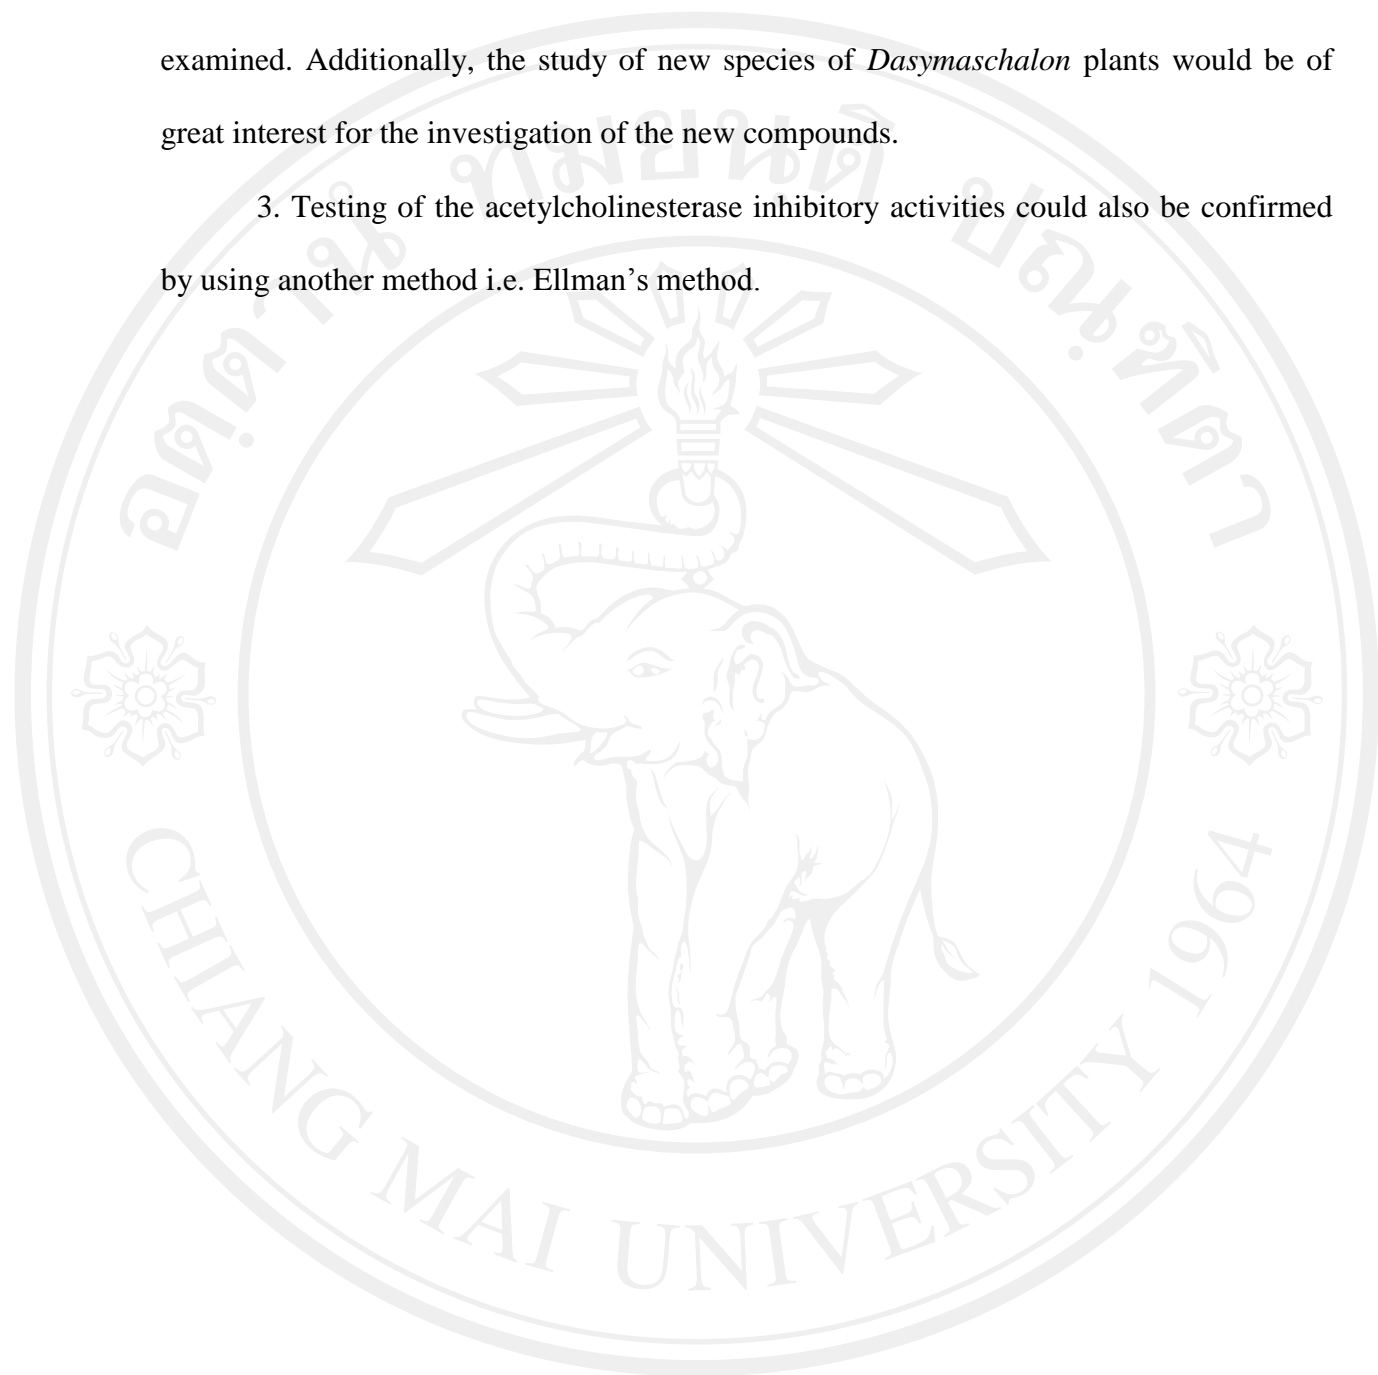 examined. Additionally, the study of new species of Dasymaschalon plants would be of
great interest for the investigation of the new compounds.
3. Testing of the acetylcholinesterase inhibitory activities could also be confirmed
by using another method i.e. Ellman’s method.
CHIANG MAI UNIVERSITY 1964